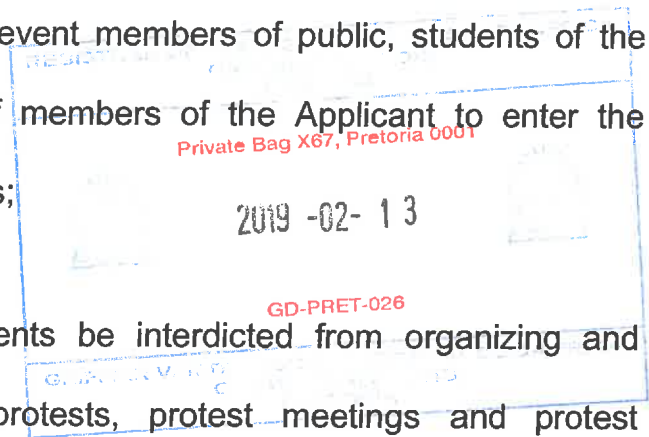 event members of public, students of the
members of the Applicant to enter the
Private Bag X67, Pretoria 0001
s;
2019 -02- 13
GD-PRET-026
ents be interdicted from organizing and
protests, protest meetings and protest